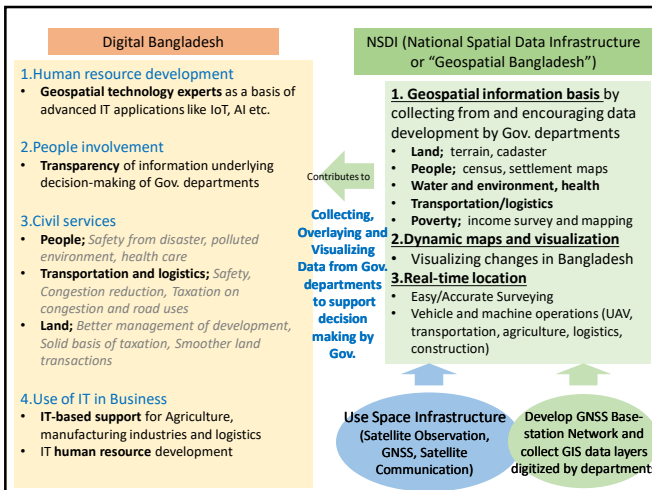 Digital Bangladesh
1.Human resource development
• Geospatial technology experts as a basis of
advanced IT applications like IoT, AI etc.
2.People involvement
• Transparency of information underlying
decision-making of Gov. departments
3.Civil services
• People; Safety from disaster, polluted
environment, health care
• Transportation and logistics; Safety,
Congestion reduction, Taxation on
congestion and road uses
• Land; Better management of development,
Solid basis of taxation, Smoother land
transactions
4.Use of IT in Business
• IT-based support for Agriculture,
manufacturing industries and logistics
• IT human resource development
Contributes to
Collecting,
Overlaying and
Visualizing
Data from Gov.
departments
to support
decision
making by
Gov.
NSDI (National Spatial Data Infrastructure
or “Geospatial Bangladesh”)
1. Geospatial information basis by
collecting from and encouraging data
development by Gov. departments
• Land; terrain, cadaster
• People; census, settlement maps
• Water and environment, health
• Transportation/logistics
• Poverty; income survey and mapping
2.Dynamic maps and visualization
• Visualizing changes in Bangladesh
3.Real-time location
• Easy/Accurate Surveying
• Vehicle and machine operations (UAV,
transportation, agriculture, logistics,
construction)
Use Space Infrastructure
(Satellite Observation,
GNSS, Satellite
Communication)
Develop GNSS Base-
station Network and
collect GIS data layers
digitized by departments